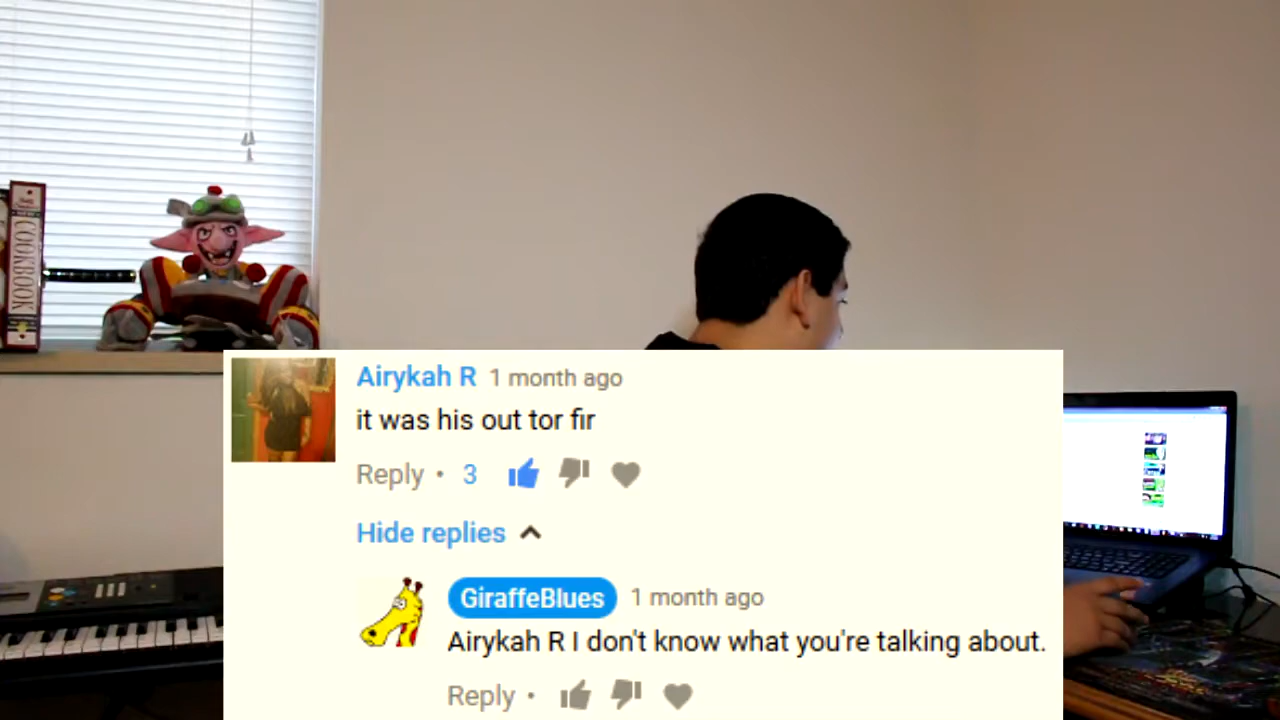 COOKBOOK
Airykah R 1 month ago
it was his out tor fir
Reply • 3
Hide replies
GiraffeBlues 1 month ago
Airykah R I don't know what you're talking about.
Reply •